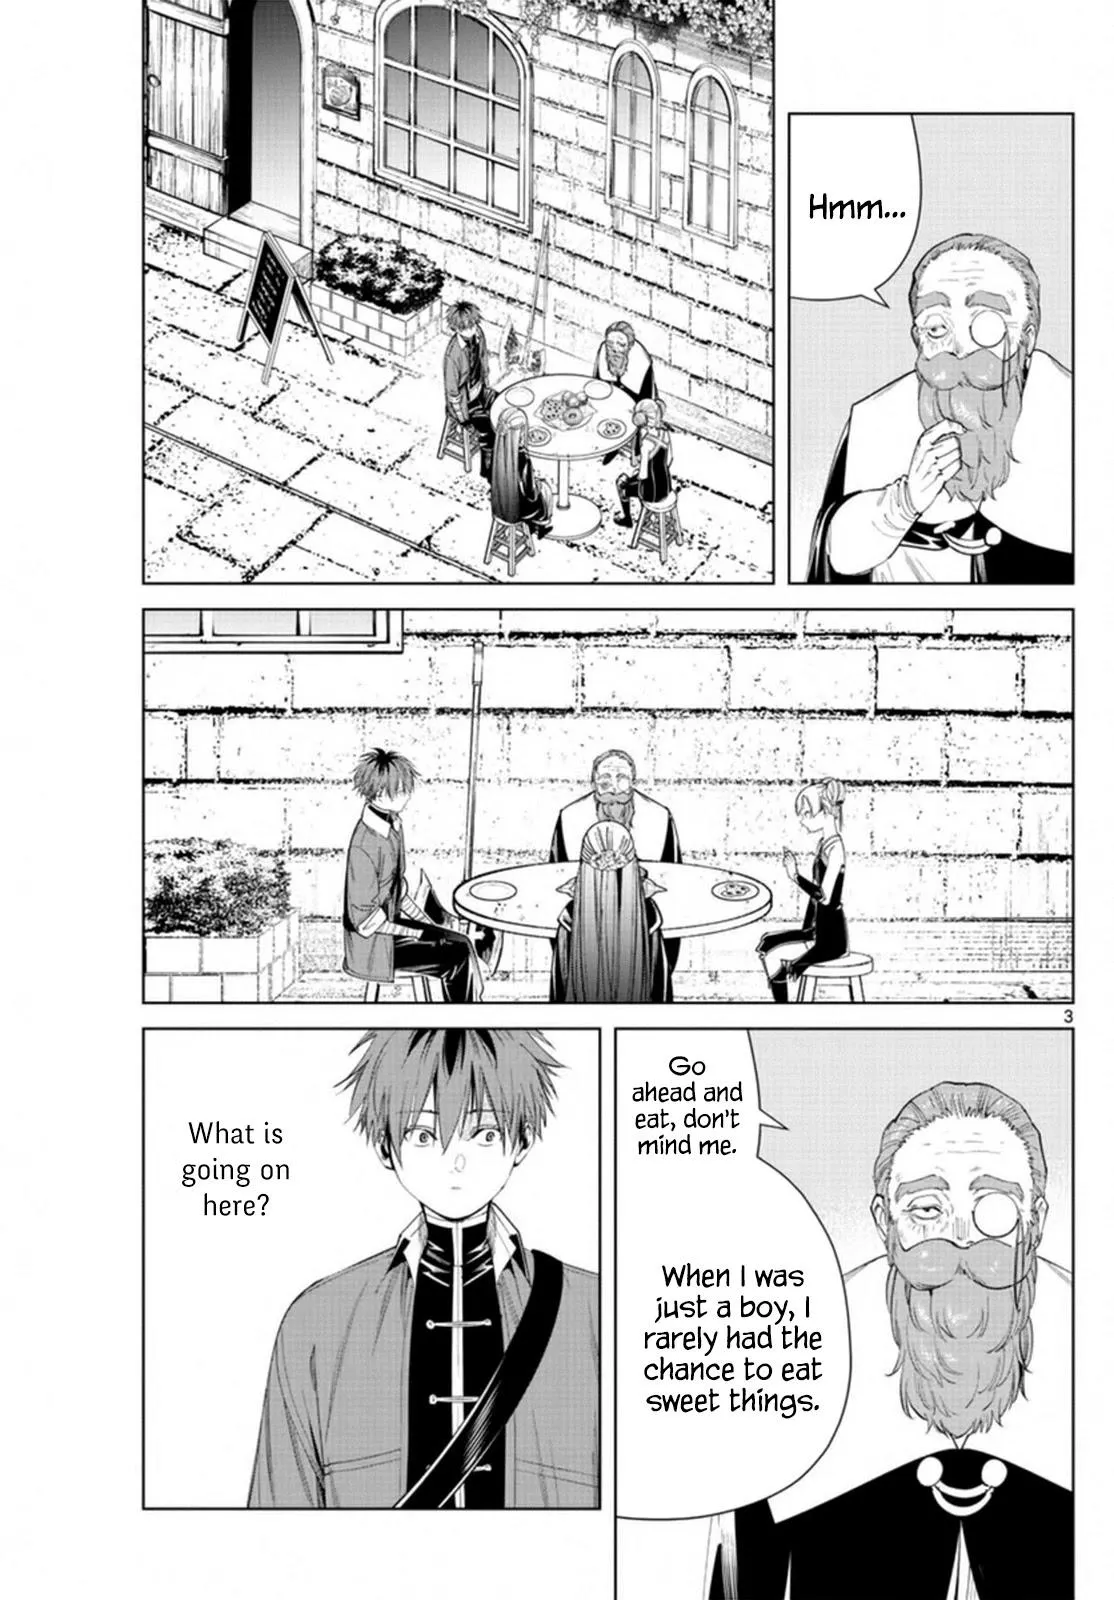 Hmm...
3
Go
ahead and
eat, don't
mind me.
When I was
just a boy, I
rarely had the
chance to eat
sweet things.
What is
going on
here?